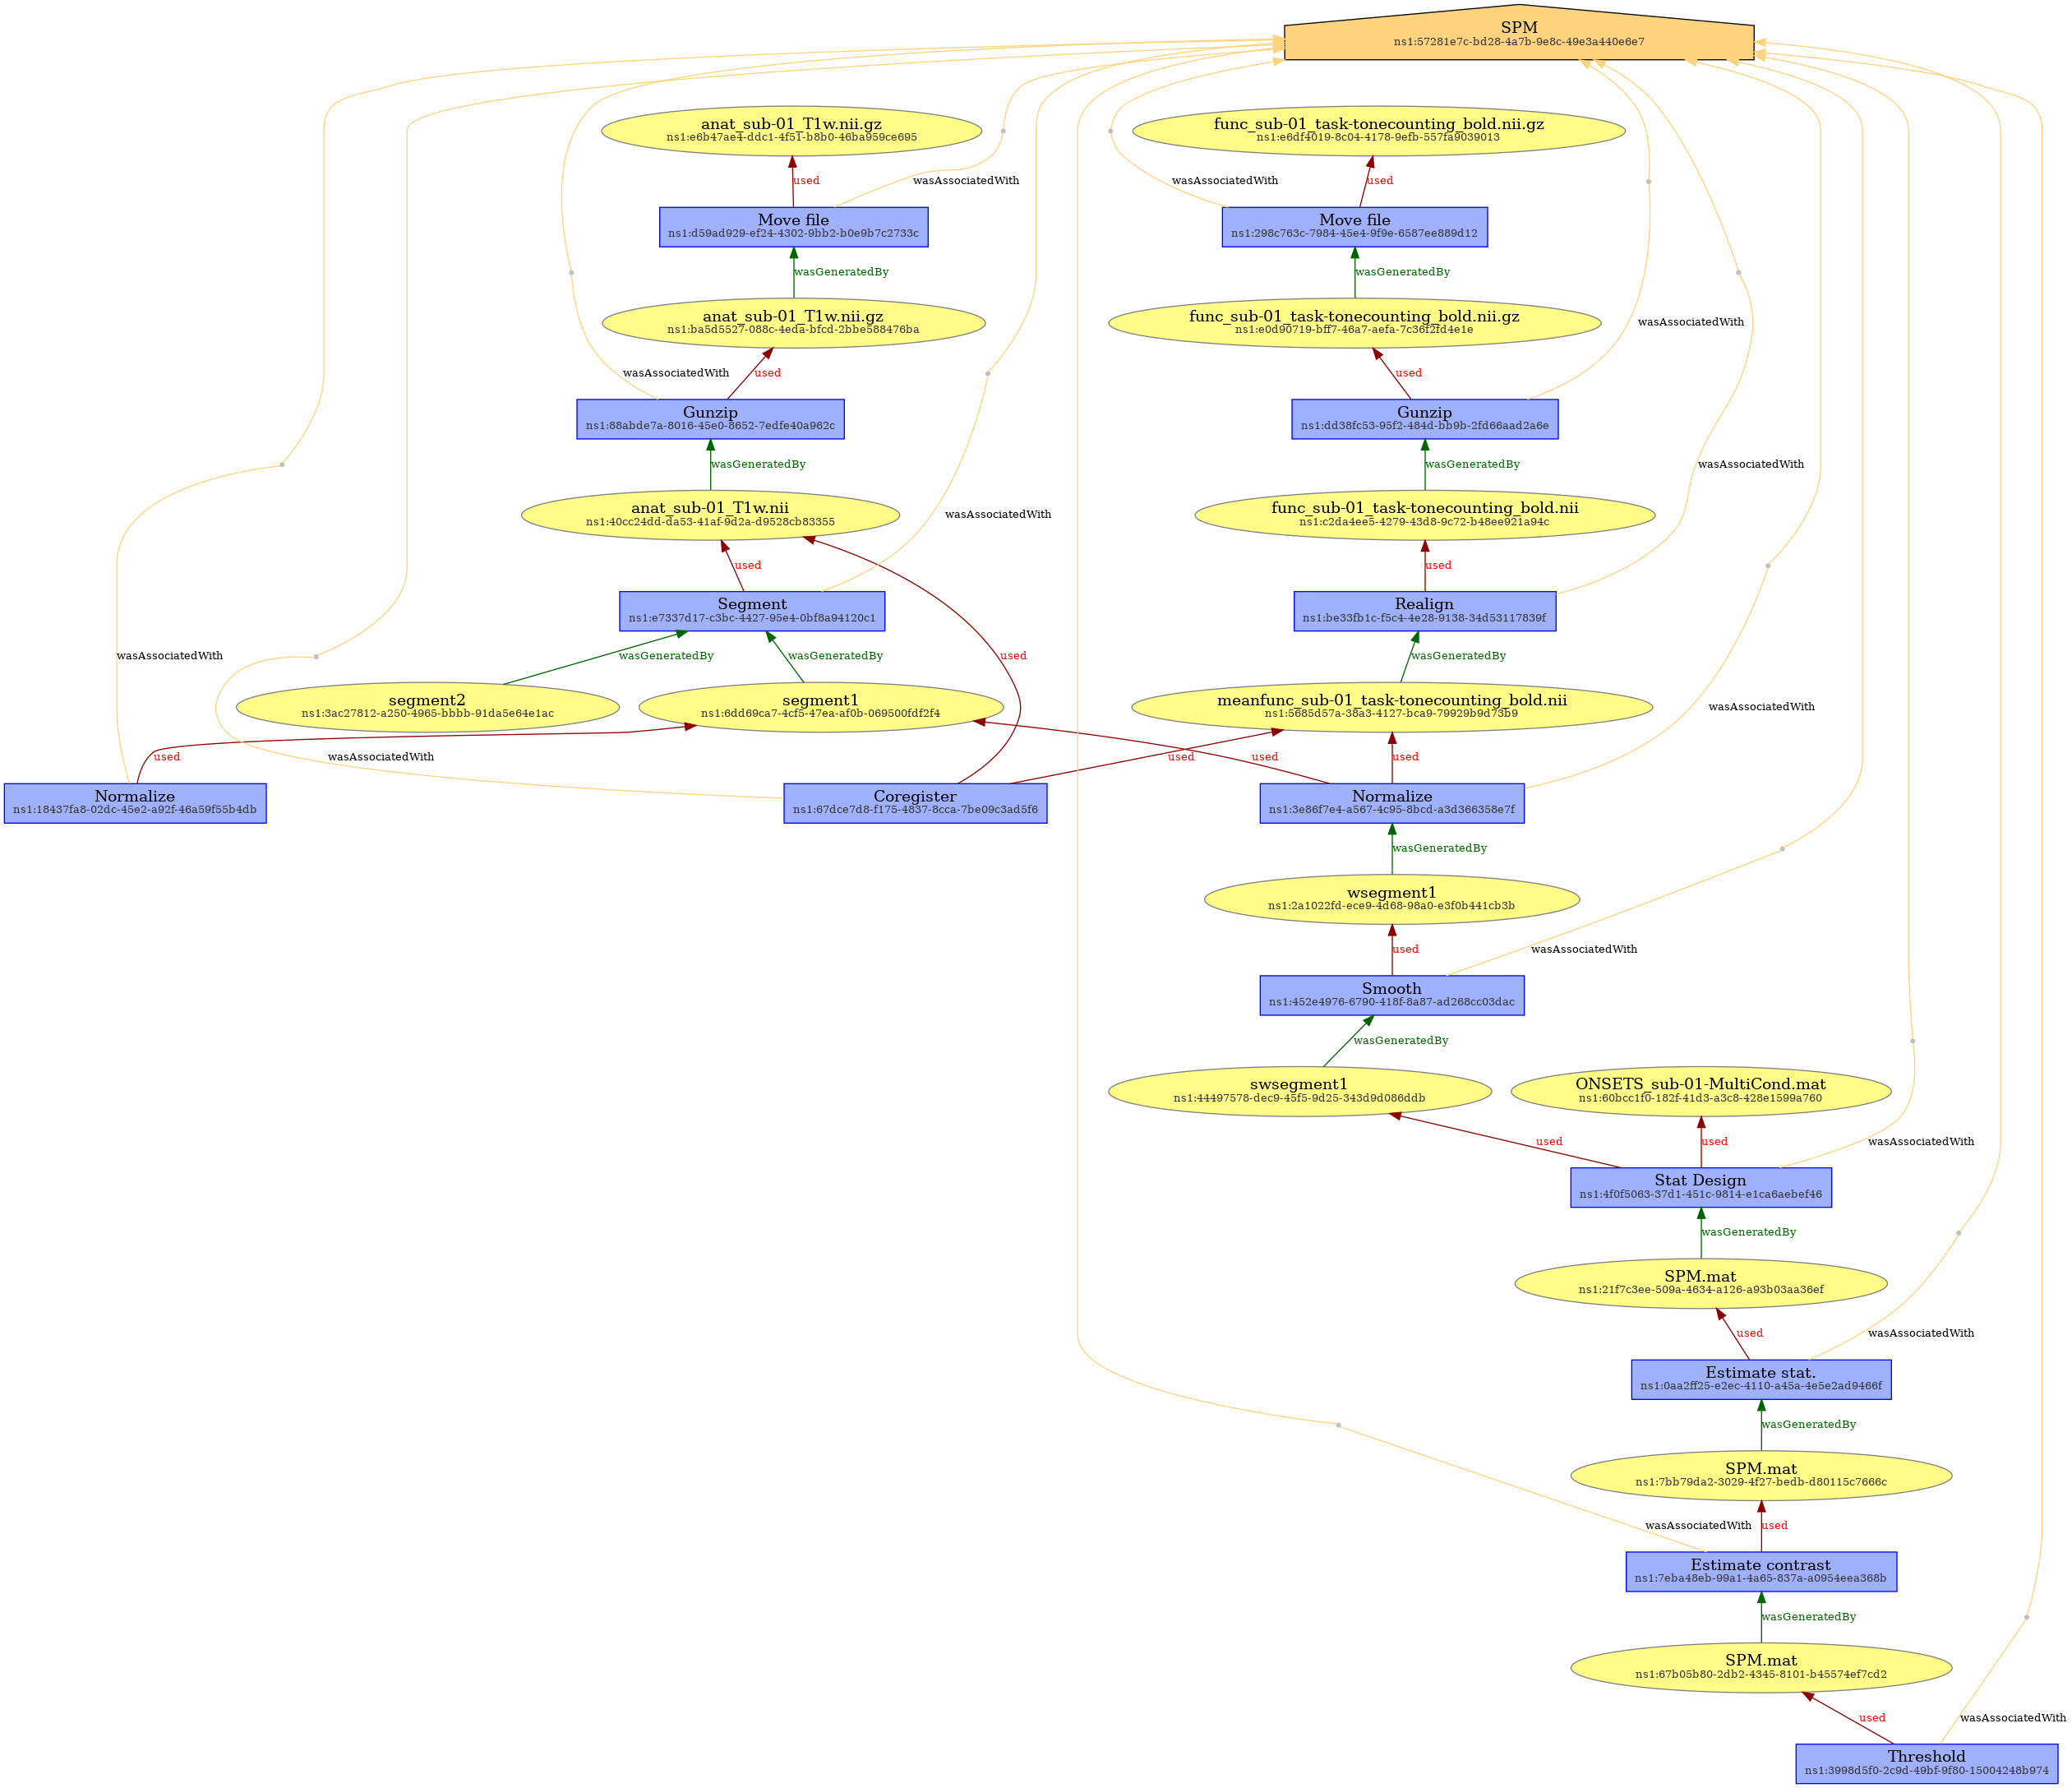 SPM
ns1:57281e7c-bd28-4a7b-9e8c-49e3a440e6e7
anat_sub-01_T1w.nii.gz
ns1:e6b47ae4-ddc1-4f51-b8b0-46ba959ce695
func_sub-01_task-tonecounting_bold.nii.gz
ns1:e6df4019-8c04-4178-9efb-557fa9039013
used
wasAssociatedWith
wasAssociatedWith
used
Move file
ns1:d59ad929-ef24-4302-9bb2-b0e9b7c2733c
Move file
ns1:298c763c-7984-45e4-9f9e-6587ee889d12
wasGeneratedBy
wasGeneratedBy
anat_sub-01_T1w.nii.gz
ns1:ba5d5527-088c-4eda-bfcd-2bbe588476ba
func_sub-01_task-tonecounting_bold.nii.gz
ns1:e0d90719-bff7-46a7-aefa-7c36f2fd4e1e
wasAssociatedWith
wasAssociatedWith
used
used
Gunzip
ns1:88abde7a-8016-45e0-8652-7edfe40a962c
Gunzip
ns1:dd38fc53-95f2-484d-bb9b-2fd66aad2a6e
wasGeneratedBy
wasGeneratedBy
wasAssociatedWith
anat_sub-01_T1w.nii
ns1:40cc24dd-da53-41af-9d2a-d9528cb83355
wasAssociatedWith
func_sub-01_task-tonecounting_bold.nii
ns1:c2da4ee5-4279-43d8-9c72-b48ee921a94c
used
used
Segment
ns1:e7337d17-c3bc-4427-95e4-0bf8a94120c1
Realign
ns1:be33fb1c-f5c4-4e28-9138-34d53117839f
wasAssociatedWith
wasGeneratedBy
wasGeneratedBy
used
wasGeneratedBy
segment2
ns1:3ac27812-a250-4965-bbbb-91da5e64e1ac
segment1
ns1:6dd69ca7-4cf5-47ea-af0b-069500fdf2f4
meanfunc_sub-01_task-tonecounting_bold.nii
ns1:5685d57a-38a3-4127-bca9-79929b9d73b9
wasAssociatedWith
used
wasAssociatedWith
used
used
used
Normalize
ns1:18437fa8-02dc-45e2-a92f-46a59f55b4db
Coregister
ns1:67dce7d8-f175-4837-8cca-7be09c3ad5f6
Normalize
ns1:3e86f7e4-a567-4c95-8bcd-a3d366358e7f
wasGeneratedBy
wsegment1
ns1:2a1022fd-ece9-4d68-98a0-e3f0b441cb3b
used
wasAssociatedWith
Smooth
ns1:452e4976-6790-418f-8a87-ad268cc03dac
wasGeneratedBy
swsegment1
ns1:44497578-dec9-45f5-9d25-343d9d086ddb
ONSETS_sub-01-MultiCond.mat
ns1:60bcc1f0-182f-41d3-a3c8-428e1599a760
used
used
wasAssociatedWith
Stat Design
ns1:4f0f5063-37d1-451c-9814-e1ca6aebef46
wasGeneratedBy
SPM.mat
ns1:21f7c3ee-509a-4634-a126-a93b03aa36ef
used
wasAssociatedWith
Estimate stat.
ns1:0aa2ff25-e2ec-4110-a45a-4e5e2ad9466f
wasGeneratedBy
SPM.mat
ns1:7bb79da2-3029-4f27-bedb-d80115c7666c
wasAssociatedWith
used
Estimate contrast
ns1:7eba48eb-99a1-4a65-837a-a0954eea368b
wasGeneratedBy
SPM.mat
ns1:67b05b80-2db2-4345-8101-b45574ef7cd2
used
wasAssociatedWith
Threshold
ns1:3998d5f0-2c9d-49bf-9f80-15004248b974